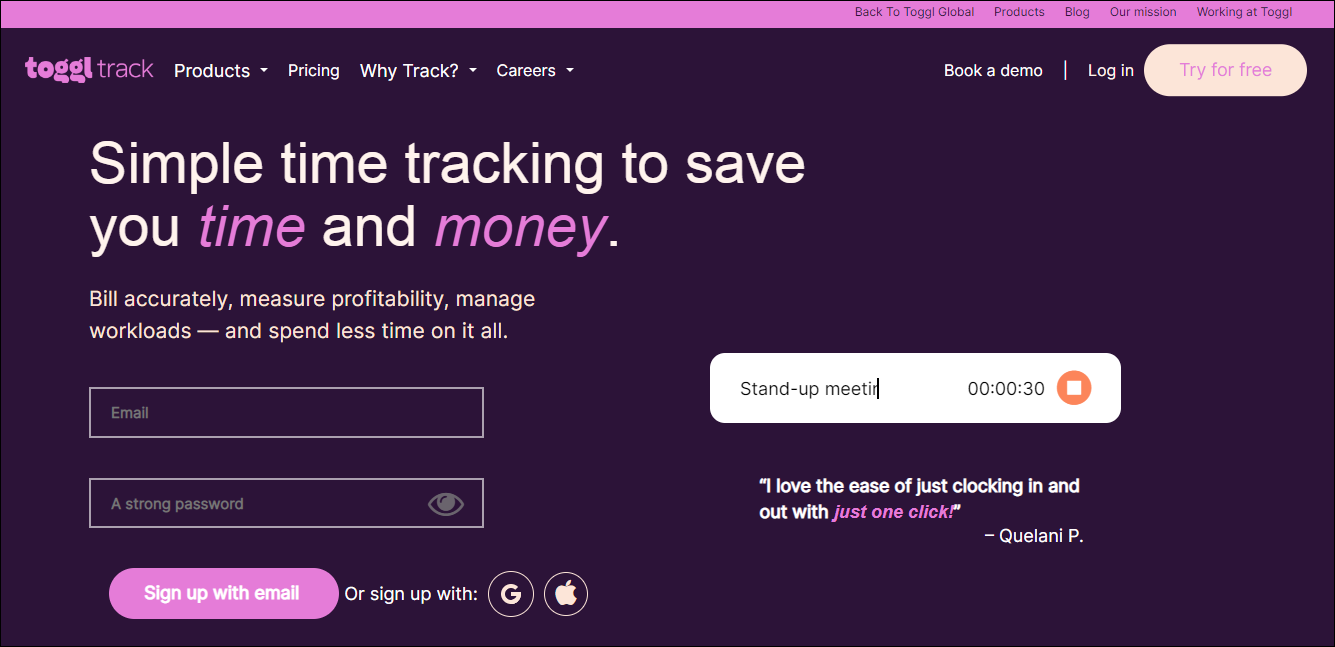 Back To Toggl Global Products Blog Our mission Working at Toggl
toggl track Products Pricing Why Track? Careers Book a demo | Log in Try for free
Simple time tracking to save
you time and money.
Bill accurately, measure profitability, manage
workloads — and spend less time on it all.
Email
A strong password
Sign up with email Or sign up with: G
Stand-up meetin 00:00:30
“I love the ease of just clocking in and
out with just one click!”
– Quelani P.